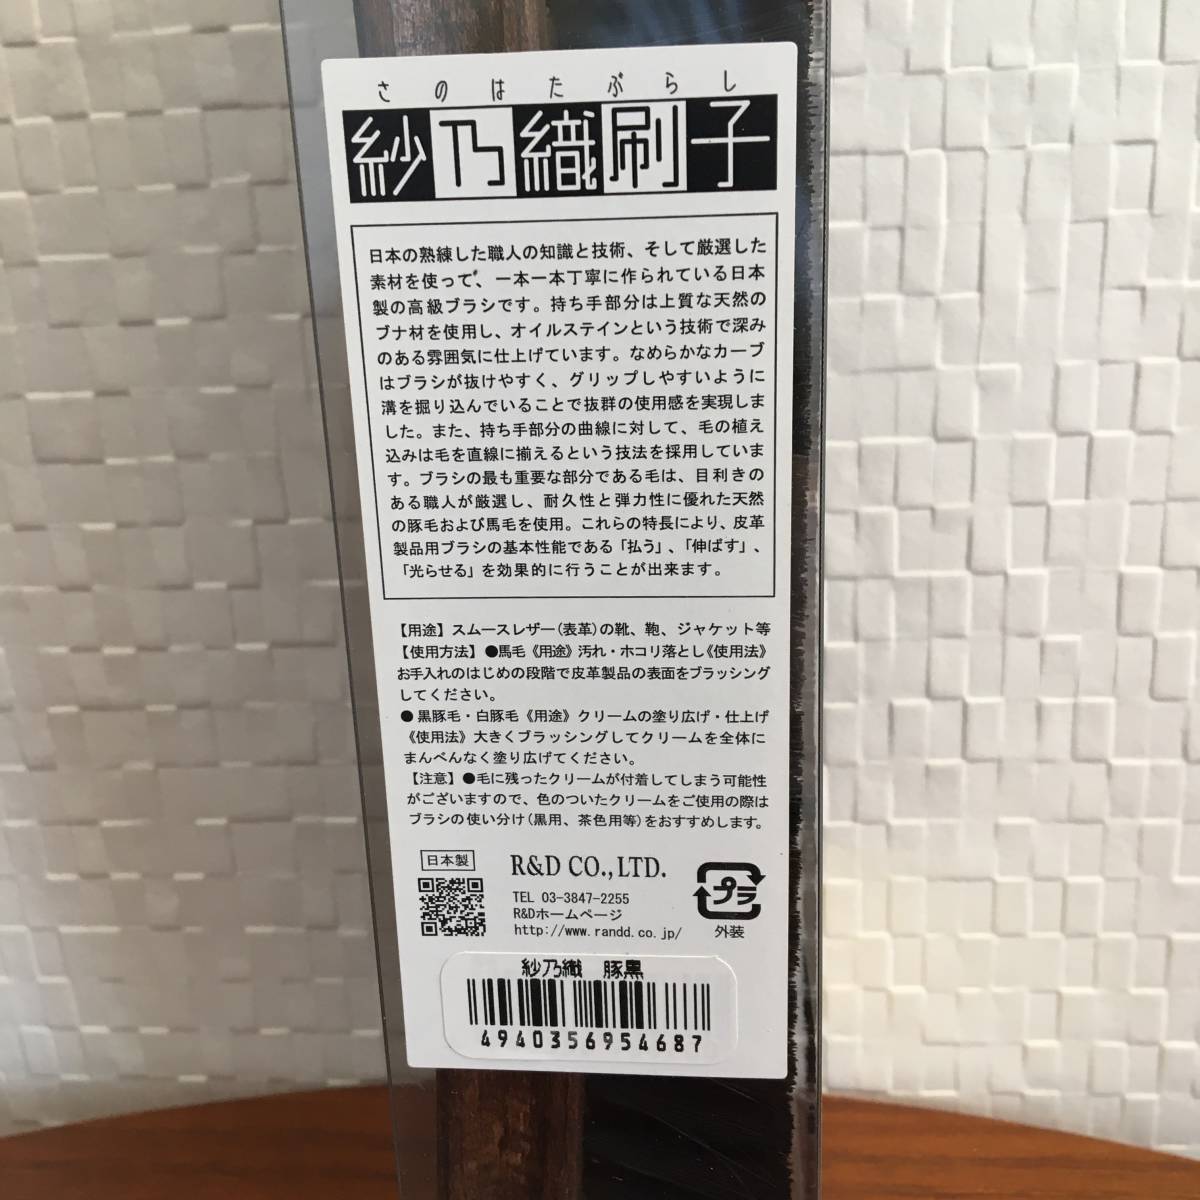 さのはたぶらし
紗乃織刷子
日本の熟練した職人の知識と技術、そして厳選した
素材を使って、一本一本丁寧に作られている日本
製の高級ブラシです。持ち手部分は上質な天然の
ブナ材を使用し、オイルステインという技術で深み
のある雰囲気に仕上げています。なめらかなカーブ
はブラシが抜けやすく、グリップしやすいように
溝を掘り込んでいることで抜群の使用感を実現しま
した。また、持ち手部分の曲線に対して、毛の植え
込みは毛を直線に揃えるという技法を採用していま
す。ブラシの最も重要な部分である毛は、目利きの
ある職人が厳選し、耐久性と弾力性に優れた天然
の豚毛および馬毛を使用。これらの特長により、皮革
製品用ブラシの基本性能である「払う」、「伸ばす」、
「光らせる」を効果的に行うことが出来ます。
【用途】スムースレザー(表革)の靴、鞄、ジャケット等
【使用方法】●馬毛《用途》汚れ・ホコリ落とし《使用法》
お手入れのはじめの段階で皮革製品の表面をブラッシング
してください。
●黒豚毛・白豚毛《用途》クリームの塗り広げ・仕上げ
《使用法》大きくブラッシングしてクリームを全体に
まんべんなく塗り広げてください。
【注意】●毛に残ったクリームが付着してしまう可能性
がございますので、色のついたクリームをご使用の際は
ブラシの使い分け(黒用、茶色用等)をおすすめします。
日本製
R&D CO.,LTD.
TEL 03-3847-2255
R&Dホームページ
http://www.randd.co.jp/
プラ
外装
紗乃織 豚黒
4940356954687